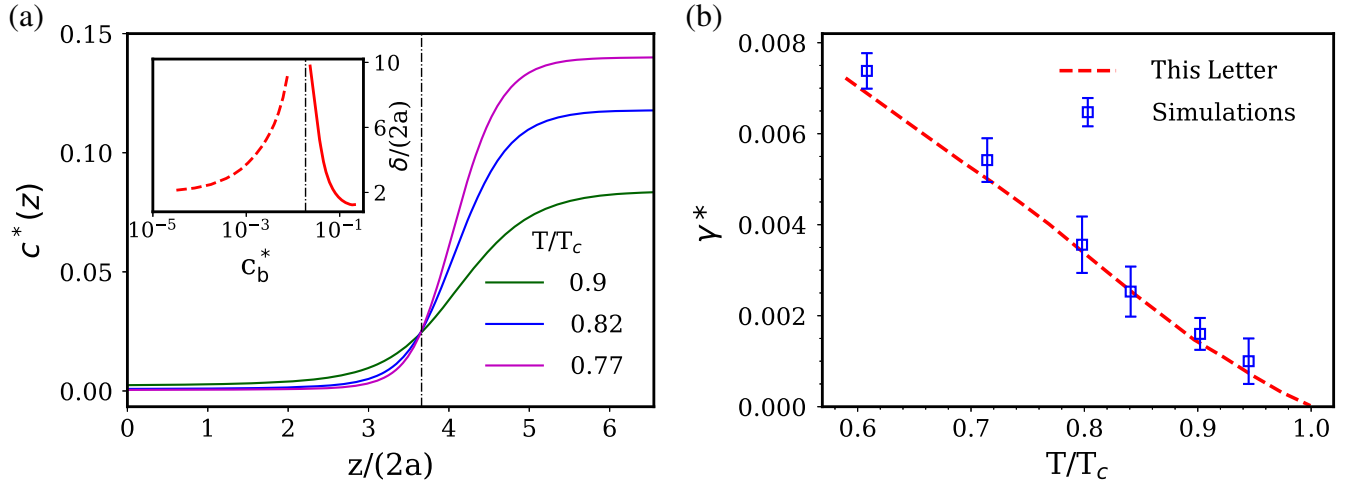 (a)
0.15
0.10
0.05
0.00
c*(z)
0
1
2
3
4
5
6
z/(2a)
10
6
2
δ/(2a)
10⁻⁵
10⁻³
10⁻¹
c_b*
T/T_c
0.9
0.82
0.77
(b)
0.008
0.006
0.004
0.002
0.000
γ*
0.6
0.7
0.8
0.9
1.0
T/T_c
This Letter
Simulations